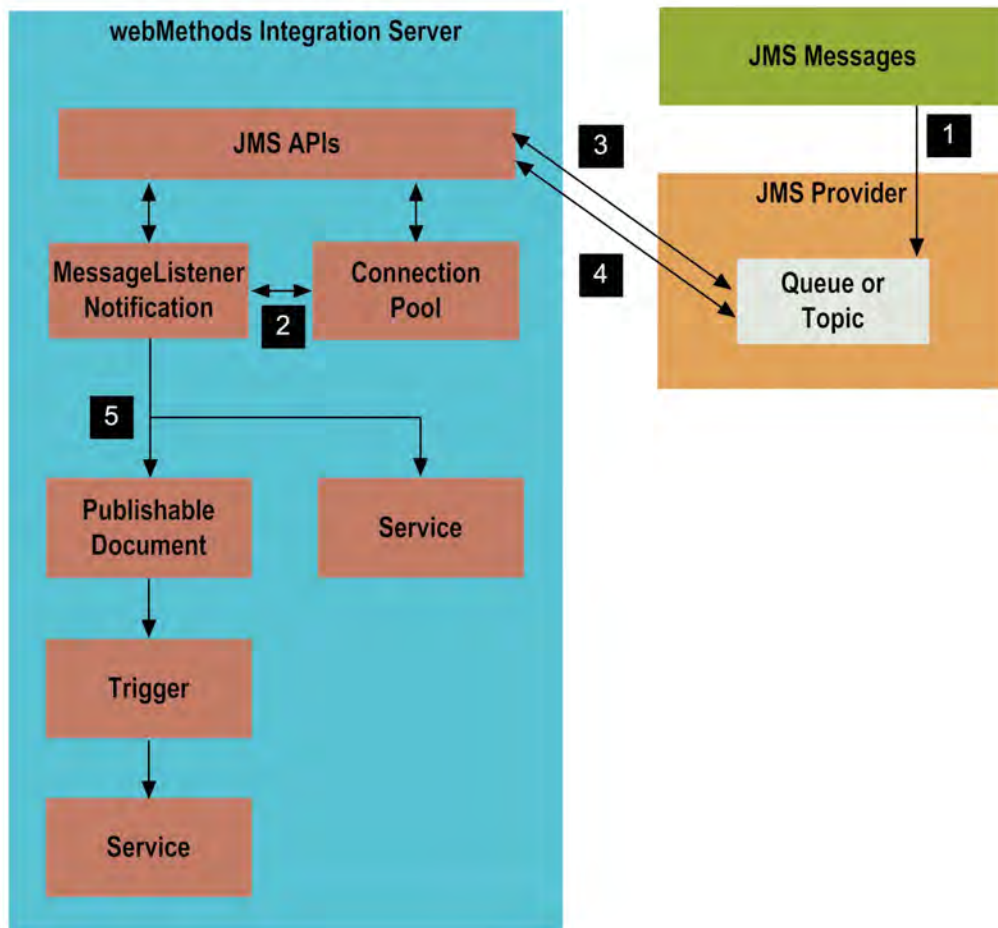 webMethods Integration Server
JMS Messages
JMS APIs
3
1
JMS Provider
MessageListener
Notification
Connection
Pool
2
4
Queue or
Topic
5
Publishable
Document
Service
Trigger
Service